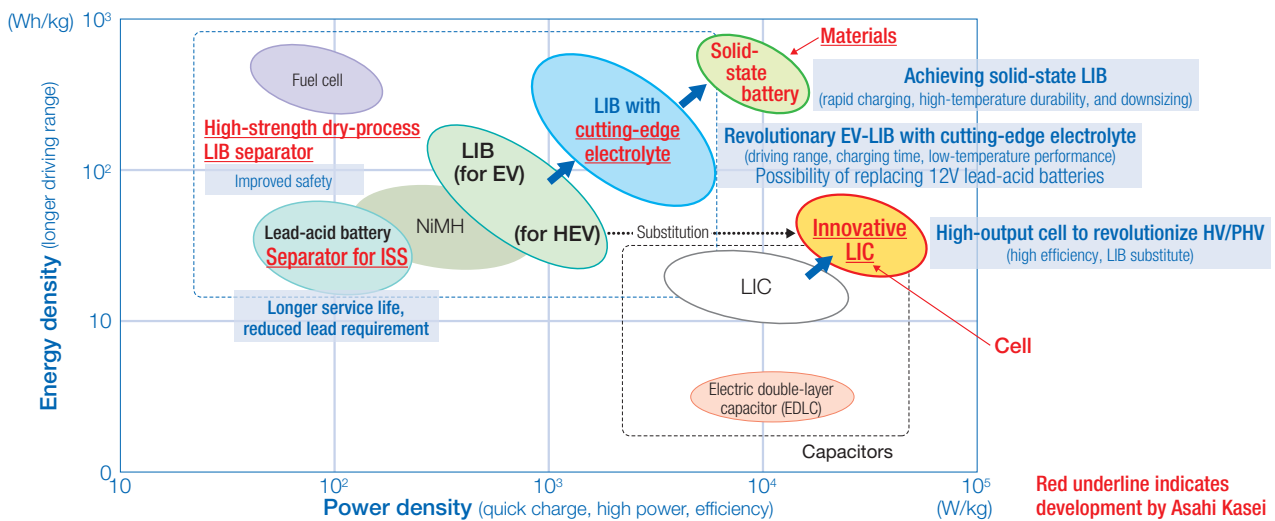 (Wh/kg)
10³
Energy density (longer driving range)
10²
10
0
Fuel cell
High-strength dry-process
LIB separator
Improved safety
Lead-acid battery
Separator for ISS
Longer service life,
reduced lead requirement
NiMH
LIB
(for EV)
(for HEV)
LIB with
cutting-edge
electrolyte
Solid-
state
battery
Materials
Achieving solid-state LIB
(rapid charging, high-temperature durability, and downsizing)
Revolutionary EV-LIB with cutting-edge electrolyte
(driving range, charging time, low-temperature performance)
Possibility of replacing 12V lead-acid batteries
Substitution
Innovative
LIC
High-output cell to revolutionize HV/PHV
(high efficiency, LIB substitute)
LIC
Cell
Electric double-layer
capacitor (EDLC)
Capacitors
10
10²
10³
10⁴
10⁵
Power density (quick charge, high power, efficiency)
(W/kg)
Red underline indicates
development by Asahi Kasei